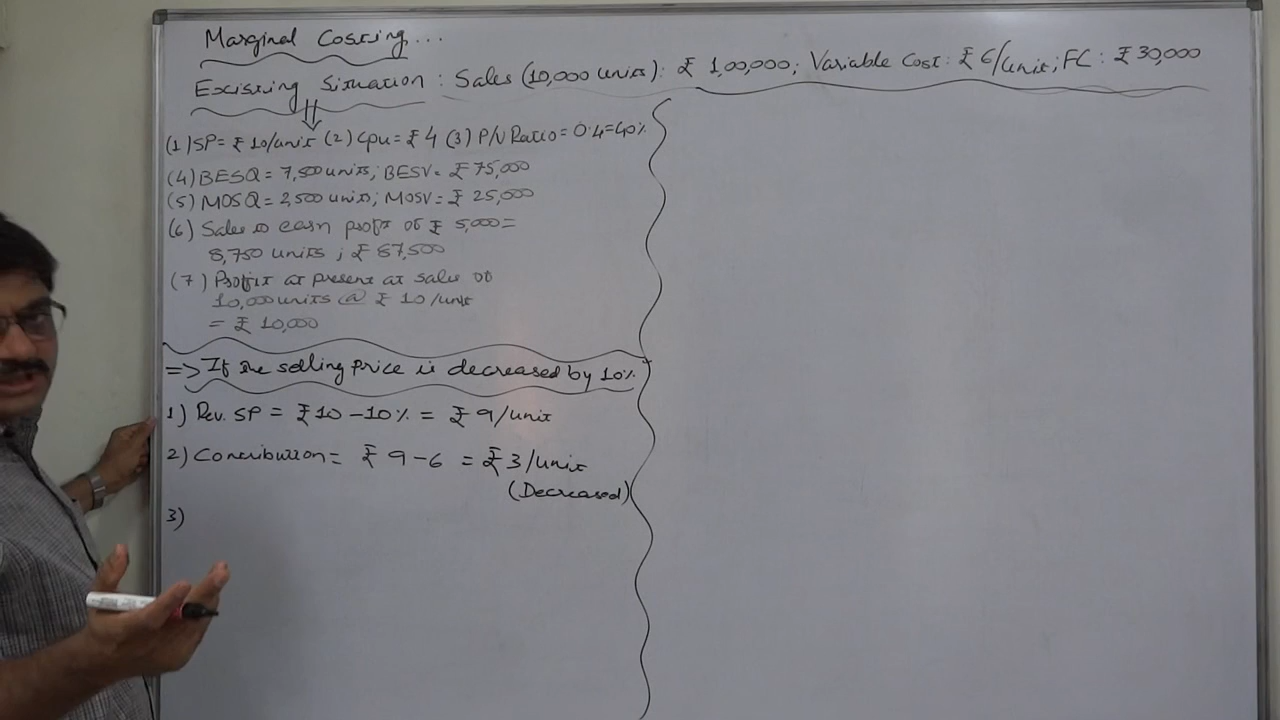 Marginal Costing...
Existing Situation : Sales (10,000 units): ₹ 1,00,000; Variable Cost: ₹ 6/unit; FC: ₹ 30,000
(1) SP = ₹ 10/unit (2) Cpu = ₹ 4 (3) P/V Ratio = 0.4 = 40%
(4) BESQ = 7,500 units; BESV = ₹ 75,000
(5) MOSQ = 2,500 units; MOSV = ₹ 25,000
(6) Sales to earn profit of ₹ 5,000 =
8,750 units ; ₹ 87,500
(7) Profit at present at sales of
10,000 units @ ₹ 10/unit
= ₹ 10,000
=> If the selling price is decreased by 10%
1) Rev. SP = ₹ 10 - 10% = ₹ 9/unit
2) Contribution = ₹ 9 - 6 = ₹ 3/unit
(Decreased)
3)